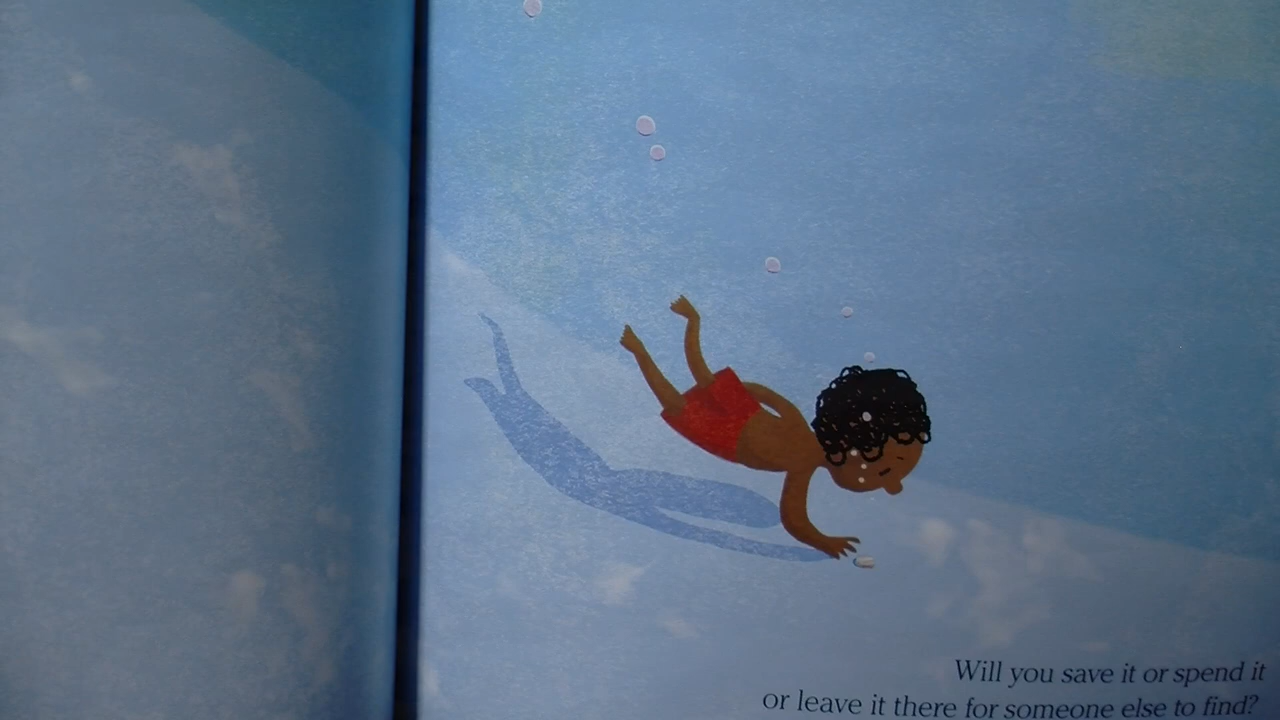 Will you save it or spend it
or leave it there for someone else to find?